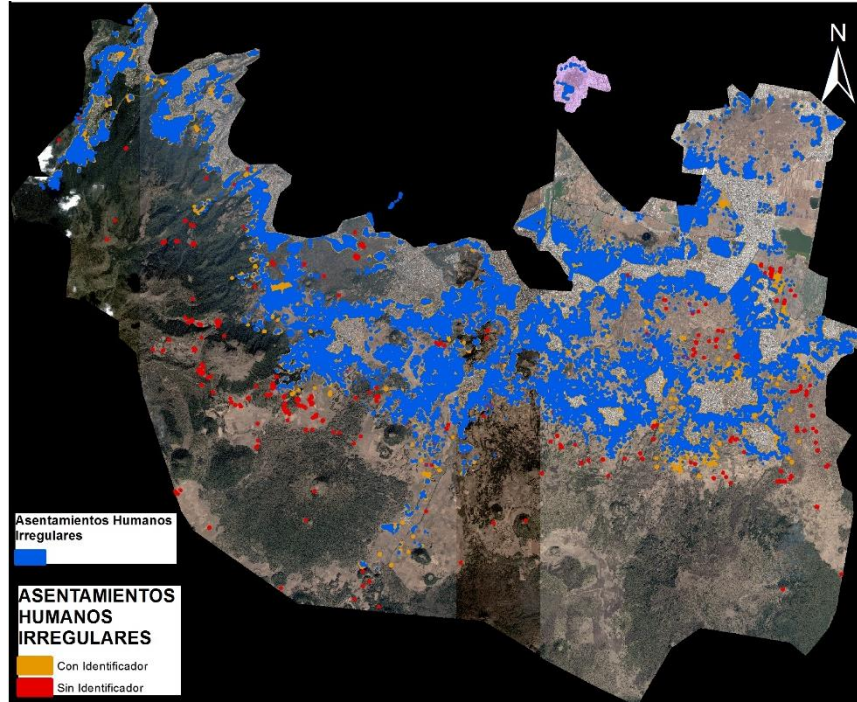 N
Asentamientos Humanos
Irregulares
ASENTAMIENTOS
HUMANOS
IRREGULARES
Con Identificador
Sin Identificador